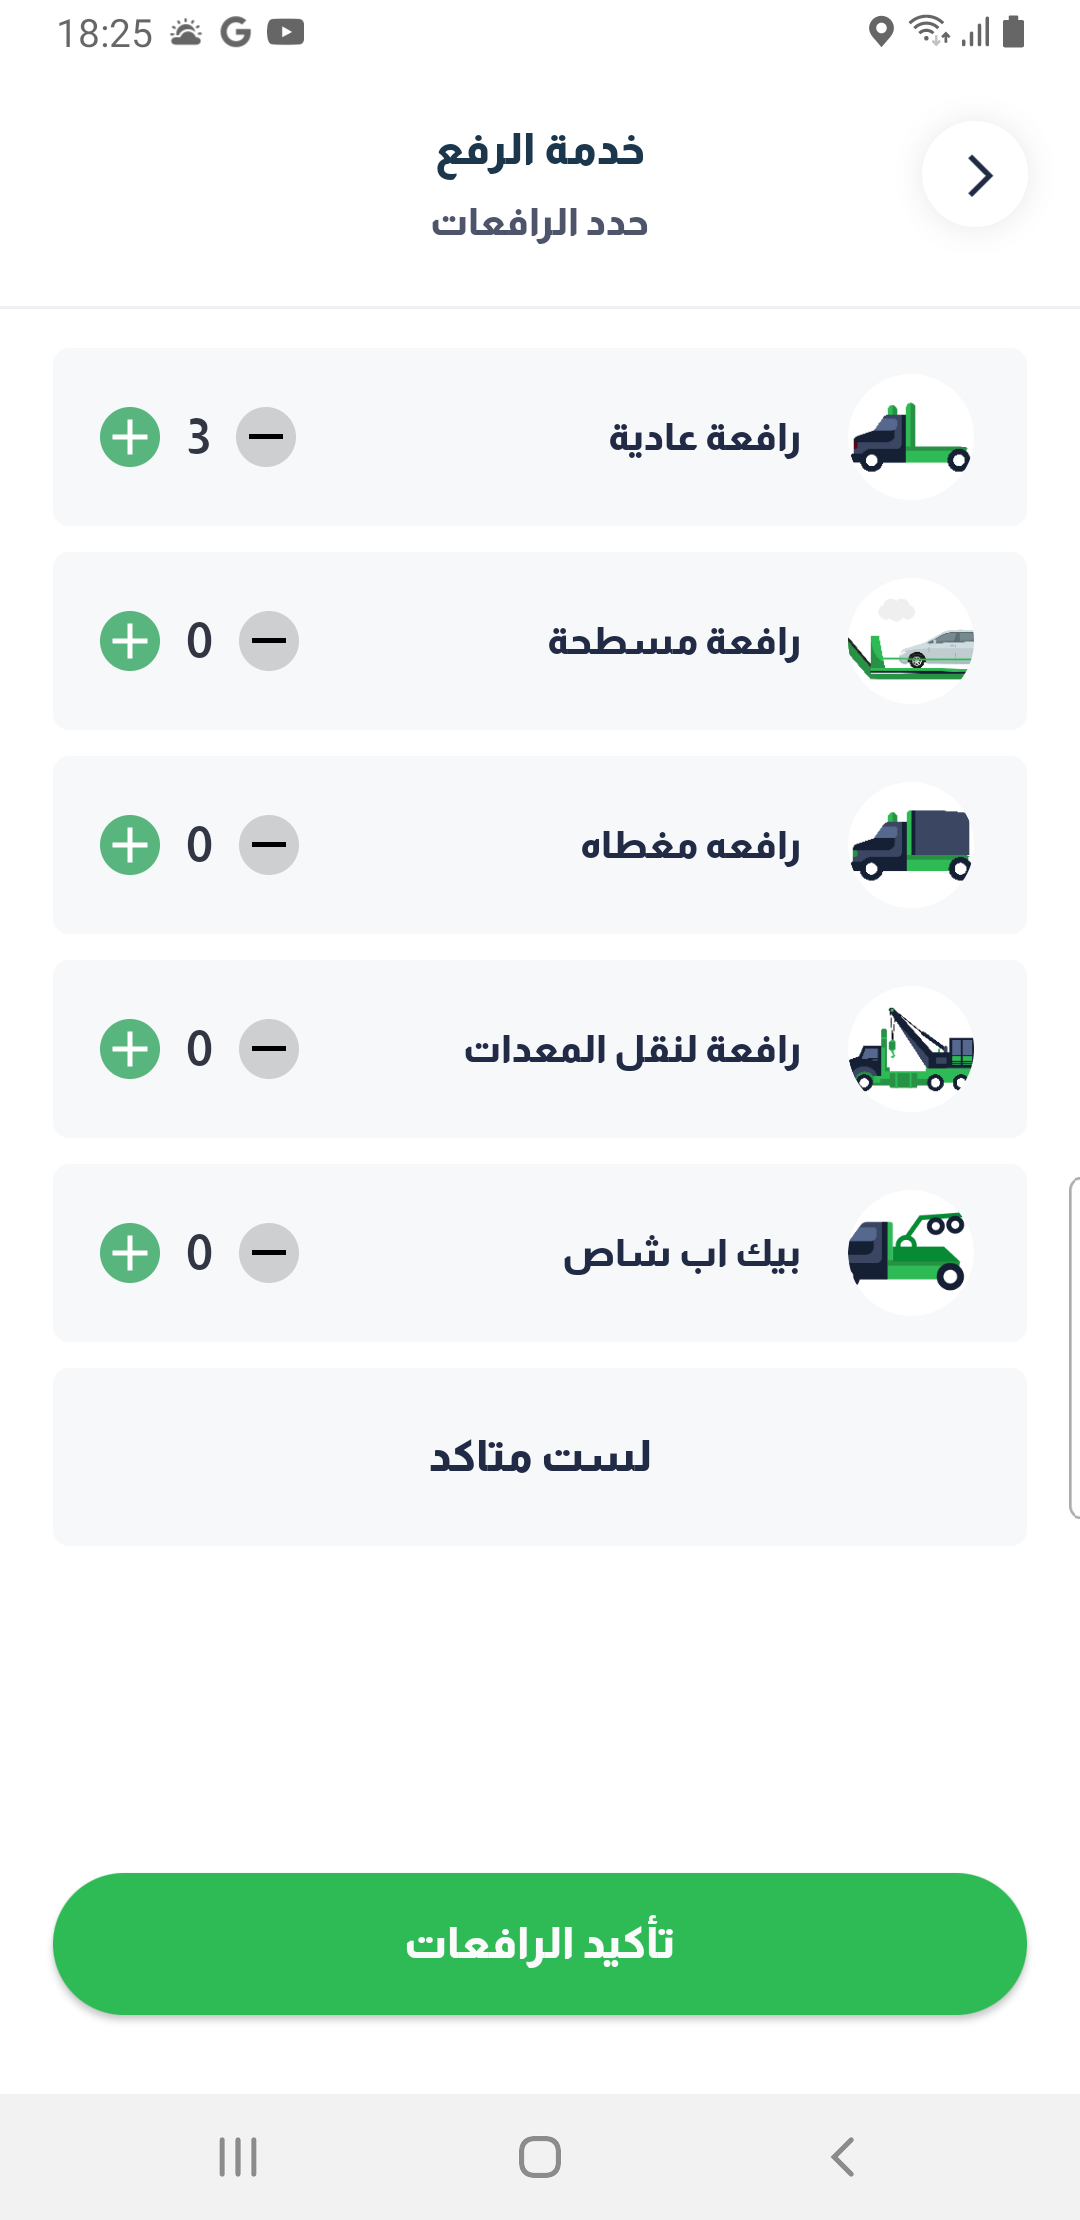 18:25
خدمة الرفع
حدد الرافعات
رافعة عادية
3
رافعة مسطحة
0
رافعه مغطاه
0
رافعة لنقل المعدات
0
بيك اب شاص
0
لست متاكد
تأكيد الرافعات